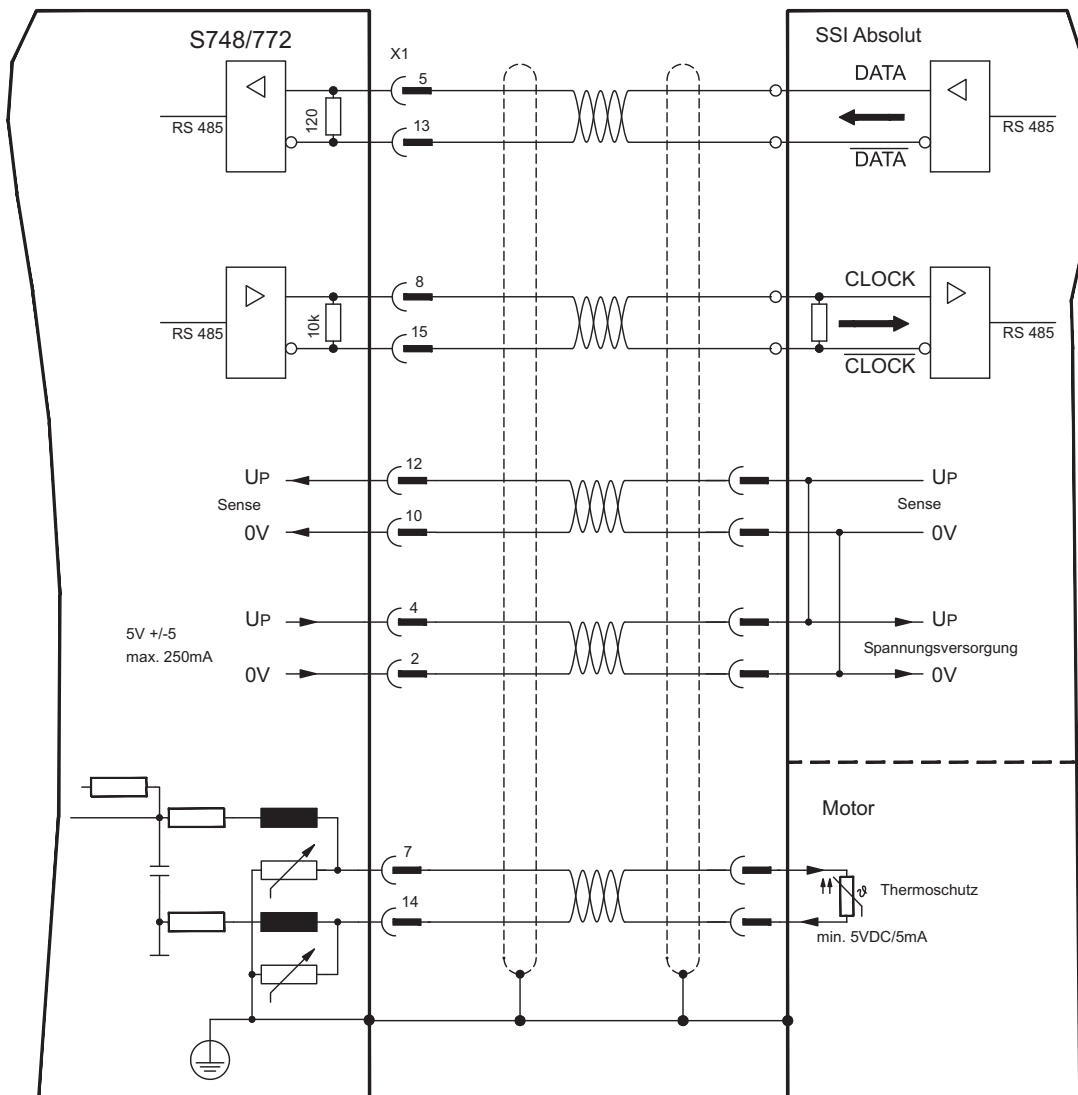 S748/772
SSI Absolut
X1
5
DATA
RS 485
120
RS 485
13
DATA
8
CLOCK
RS 485
10k
RS 485
15
CLOCK
12
UP
UP
Sense
Sense
10
0V
0V
4
UP
UP
5V +/-5
max. 250mA
Spannungsversorgung
2
0V
0V
Motor
7
Thermoschutz
ϑ
14
min. 5VDC/5mA